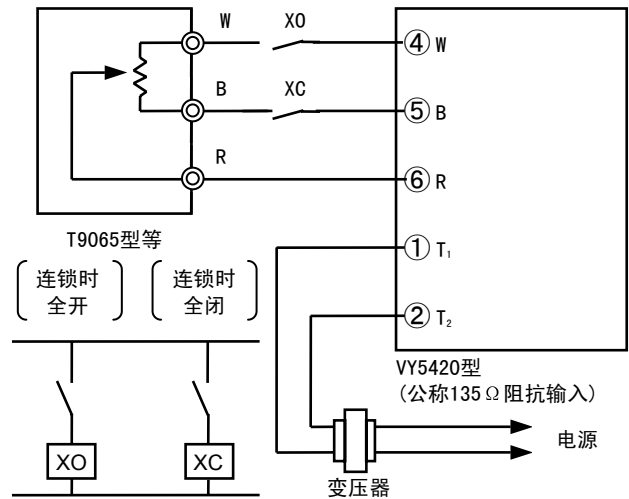 W XO ④ W
B XC ⑤ B
R ⑥ R
T9065型等
① T₁
连锁时 连锁时
全开 全闭
② T₂
VY5420型
(公称135Ω阻抗输入)
XO XC
电源
变压器